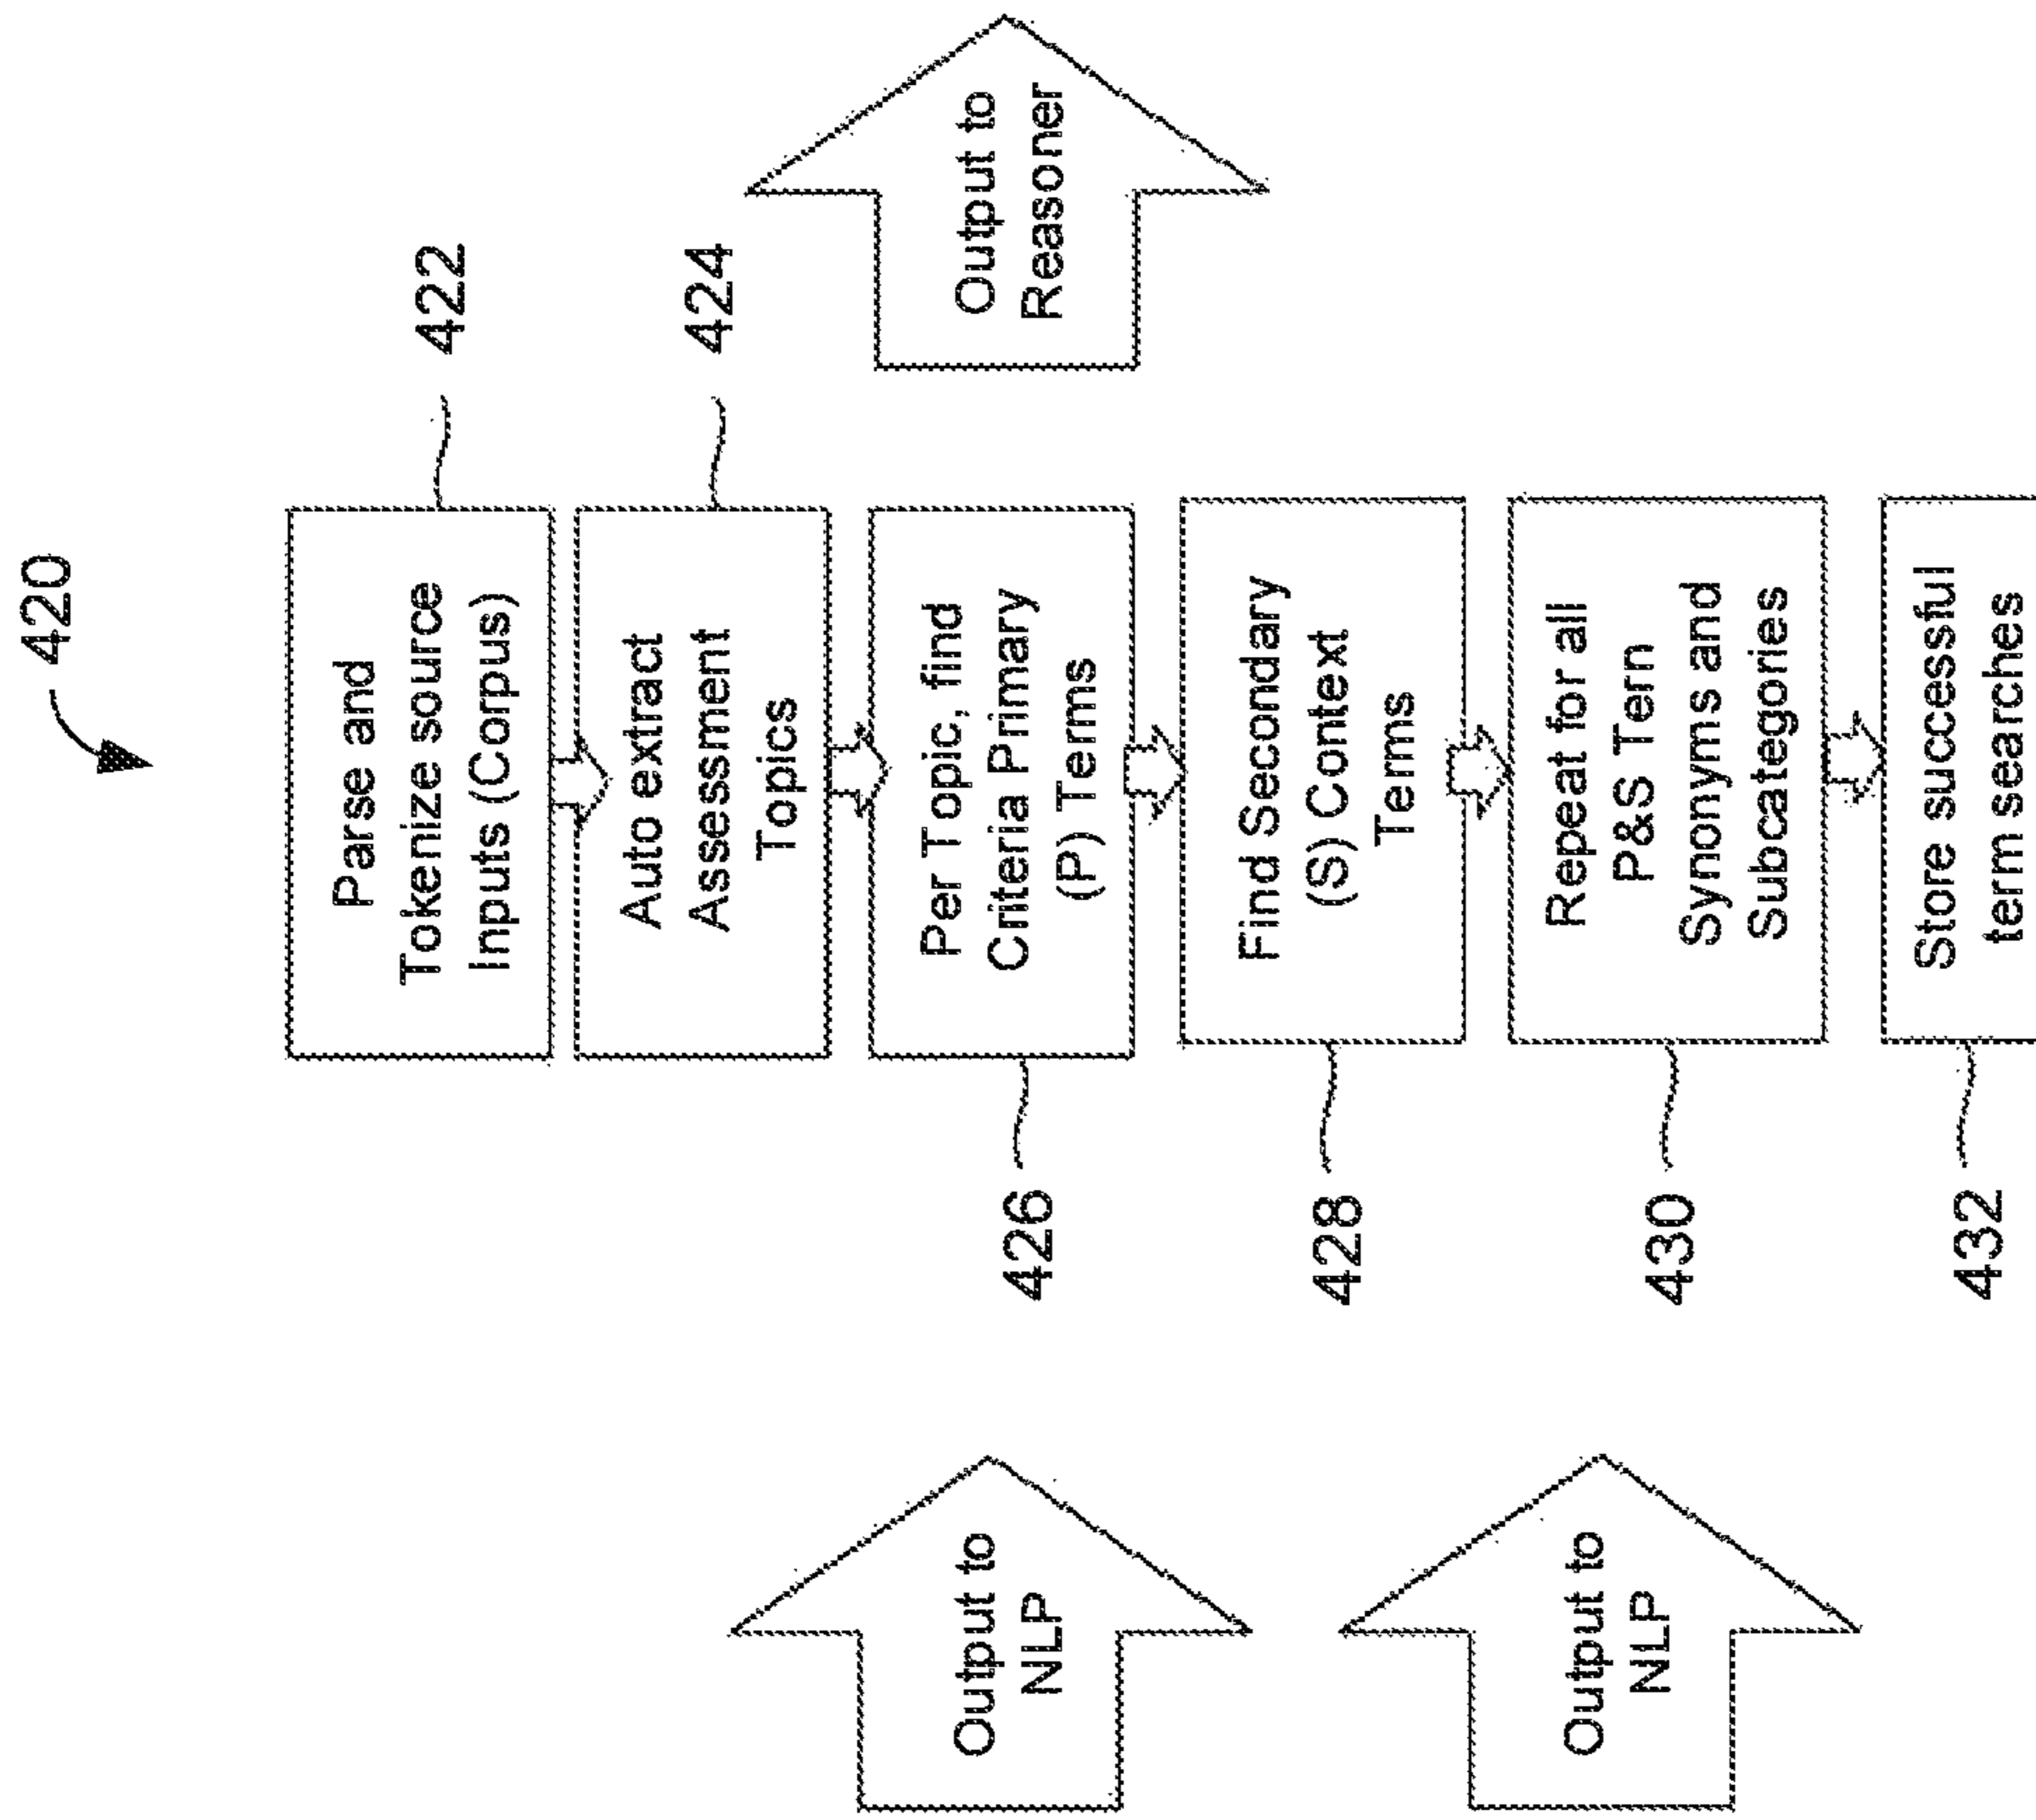 420
Parse and
Tokenize source
Inputs (Corpus)
422
Auto extract
Assessment
Topics
424
Per Topic, find
Criteria Primary
(P) Terms
426
Find Secondary
(S) Context
Terms
428
Repeat for all
P&S Tern
Synonyms and
Subcategories
430
Store successful
term searches
432
Output to
NLP
Output to
NLP
Output to
Reasoner